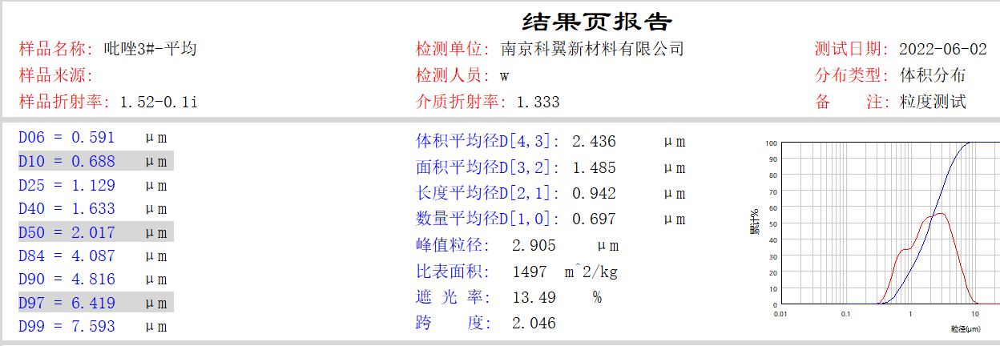 结果页报告
样品名称: 吡唑3#-平均 检测单位: 南京科翼新材料有限公司 测试日期: 2022-06-02
样品来源: 检测人员: w 分布类型: 体积分布
样品折射率: 1.52-0.1i 介质折射率: 1.333 备 注: 粒度测试
D06 = 0.591 μm
D10 = 0.688 μm
D25 = 1.129 μm
D40 = 1.633 μm
D50 = 2.017 μm
D84 = 4.087 μm
D90 = 4.816 μm
D97 = 6.419 μm
D99 = 7.593 μm
体积平均径D[4,3]: 2.436 μm
面积平均径D[3,2]: 1.485 μm
长度平均径D[2,1]: 0.942 μm
数量平均径D[1,0]: 0.697 μm
峰值粒径: 2.905 μm
比表面积: 1497 m^2/kg
遮 光 率: 13.49 %
跨 度: 2.046
累计%
100
90
80
70
60
50
40
30
20
10
0
0.01 0.1 1 10
粒径(μm)